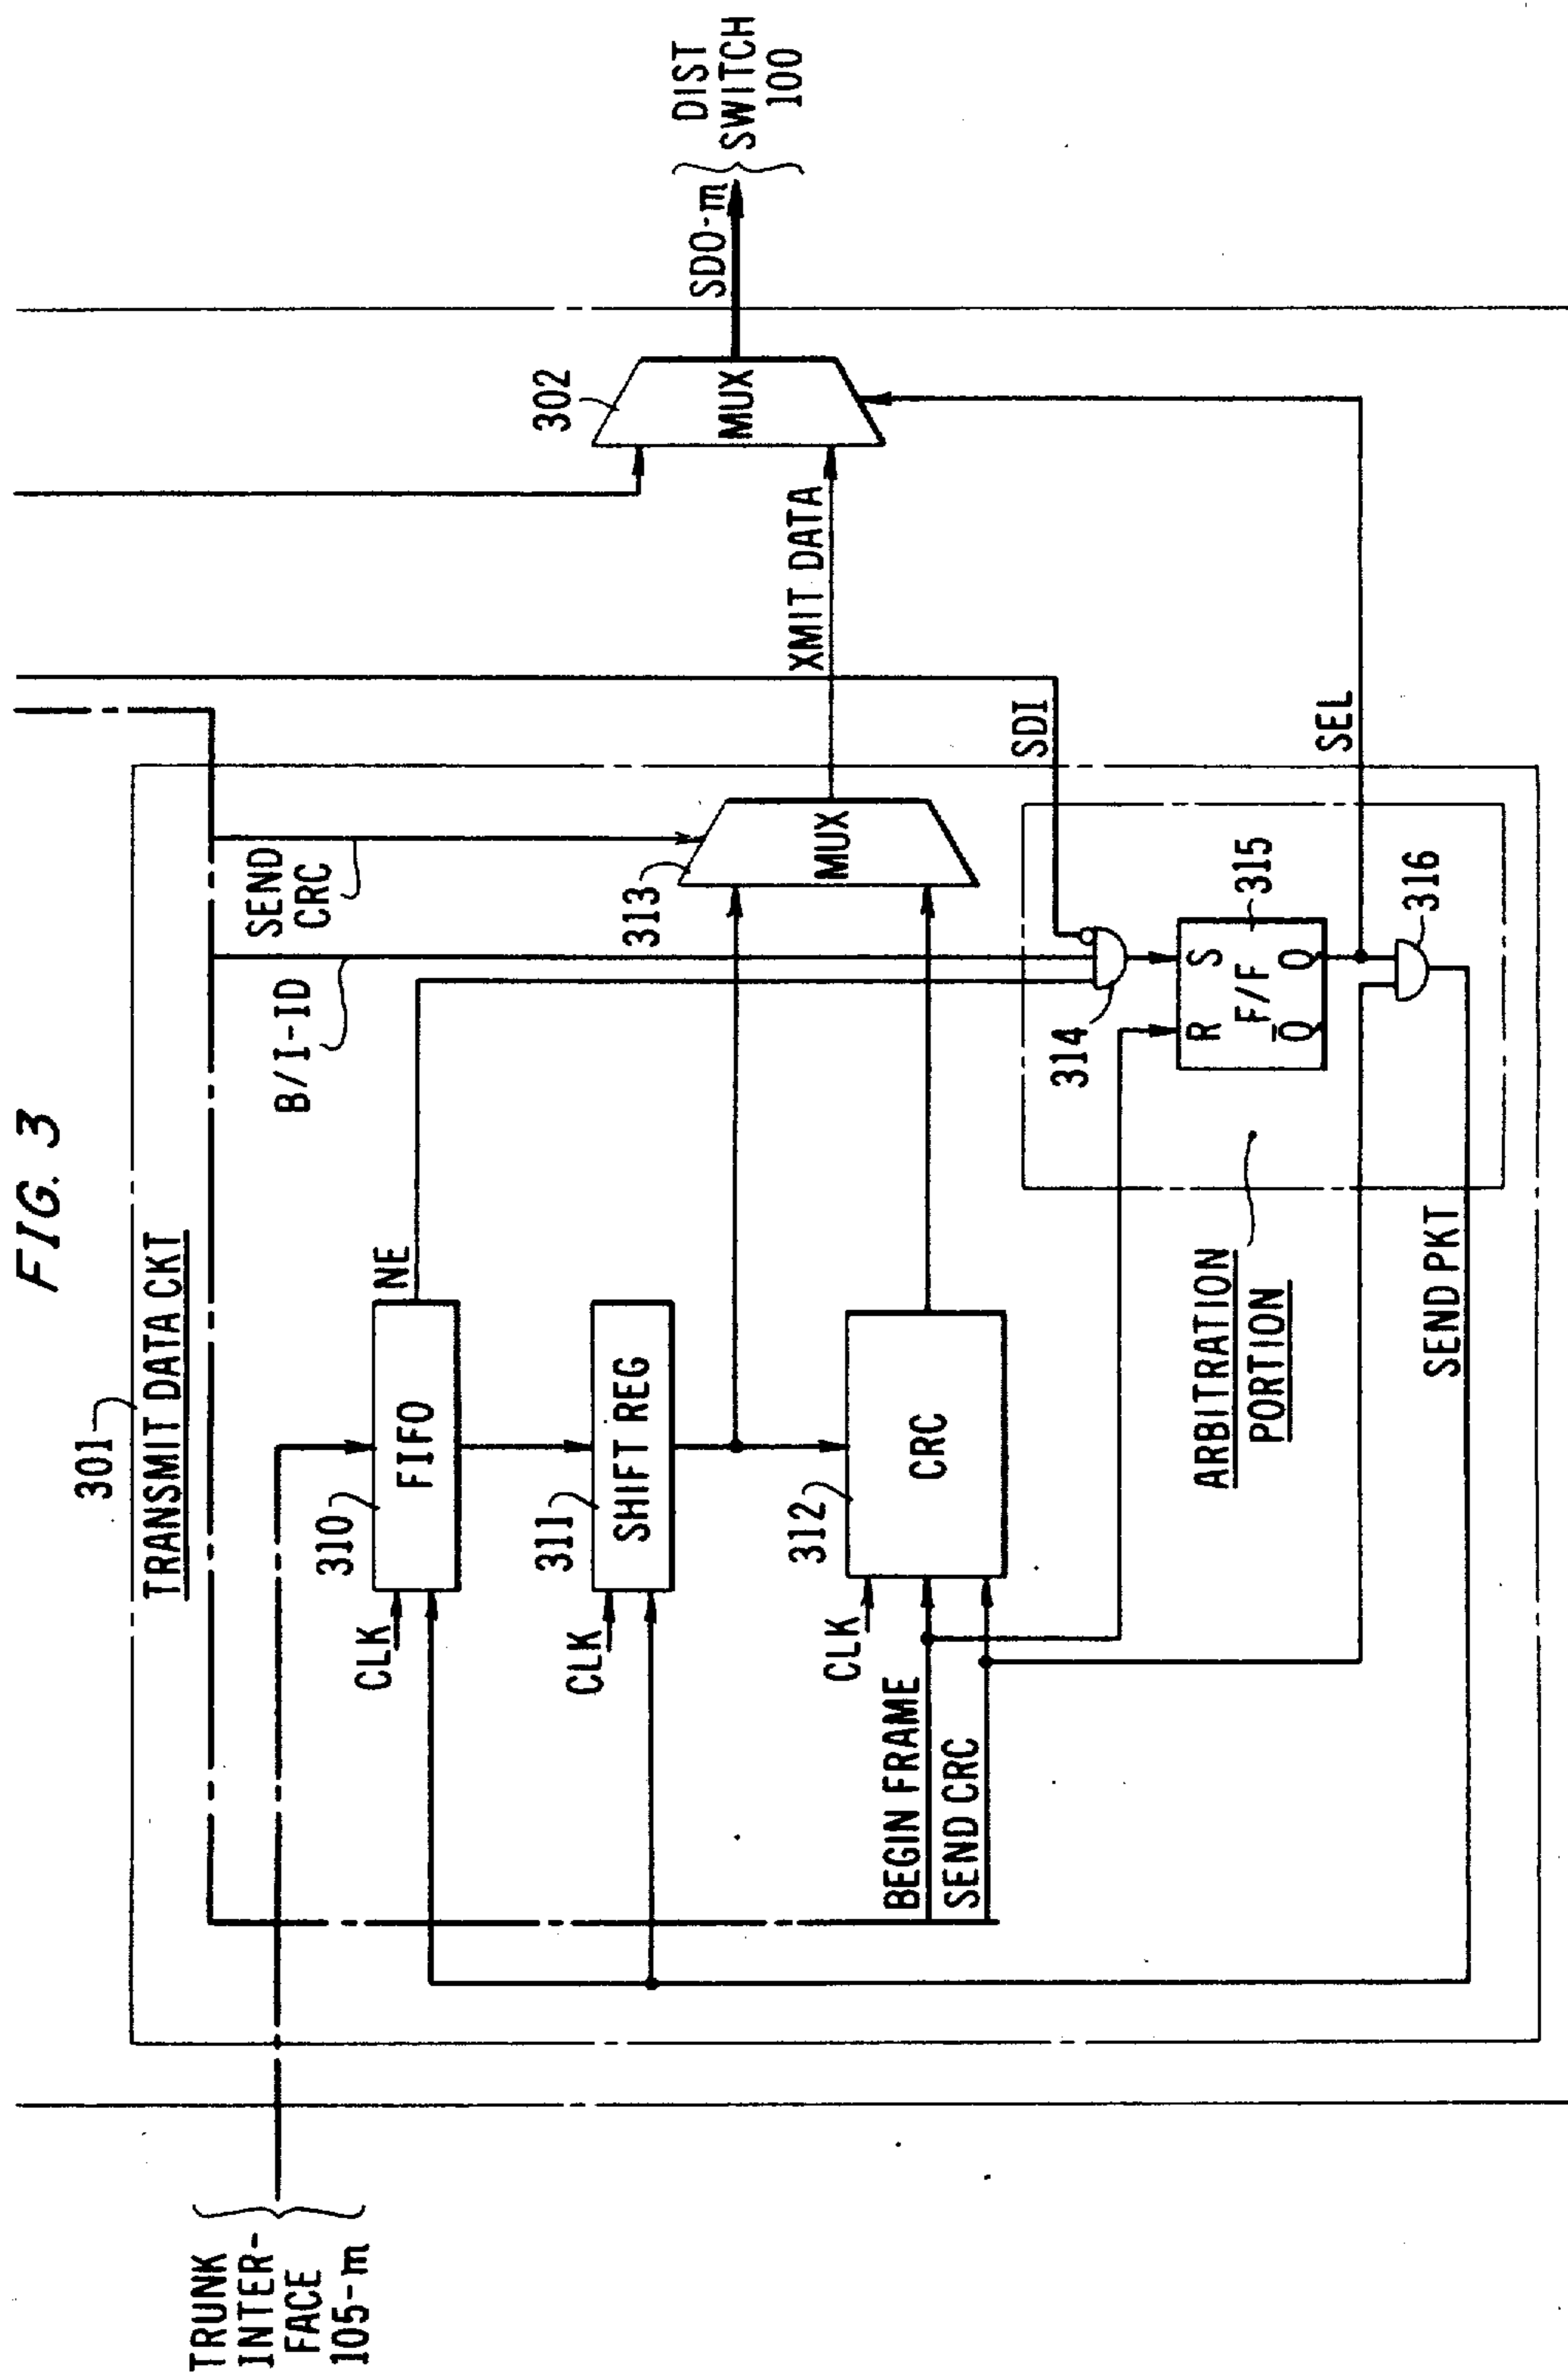 FIG. 3
301
TRANSMIT DATA CKT
TRUNK
INTER-
FACE
105-m
310
FIFO
NE
CLK
B/I-ID
SEND
CRC
311
SHIFT REG
CLK
313
MUX
302
MUX
SDO-m
DIST
SWITCH
100
XMIT DATA
312
CRC
CLK
BEGIN FRAME
SEND CRC
SDI
314
R
S
F/F
Q
Q
315
316
SEL
ARBITRATION
PORTION
SEND PKT